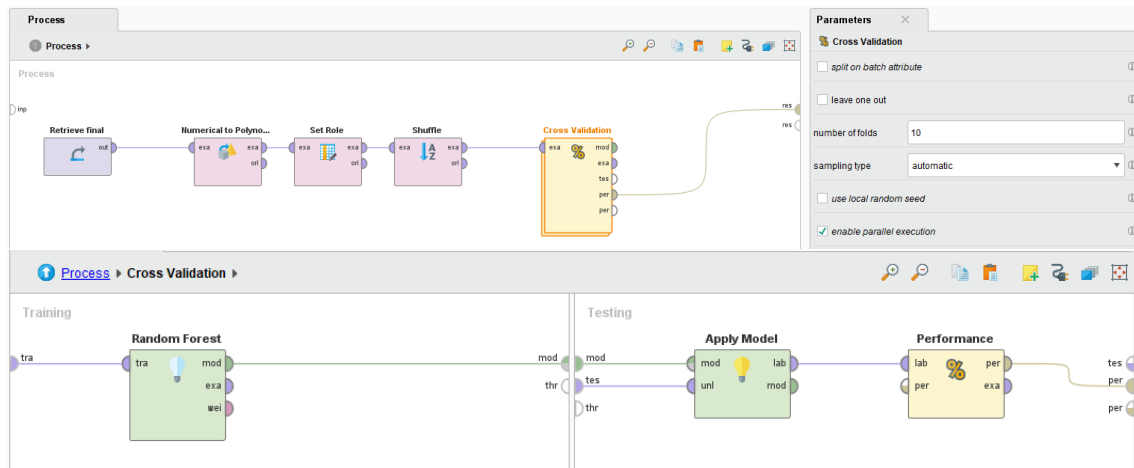 Process
Process
Process
inp
res
res
Retrieve final
out
Numerical to Polyno...
exa
exa
ori
Set Role
exa
exa
ori
Shuffle
exa
exa
ori
Cross Validation
exa
mod
exa
tes
per
per
Parameters
Cross Validation
split on batch attribute
leave one out
number of folds
10
sampling type
automatic
use local random seed
enable parallel execution
Process Cross Validation
Training
tra
Random Forest
tra
mod
exa
wei
mod
thr
Testing
mod
tes
thr
Apply Model
mod
unl
lab
mod
Performance
lab
per
per
exa
tes
per
per